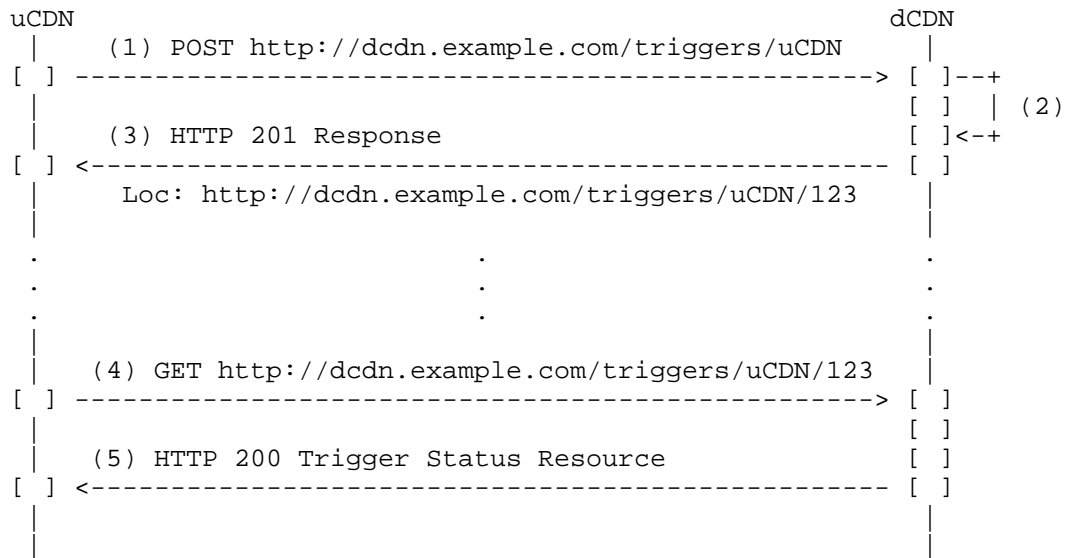 uCDN dCDN
| (1) POST http://dcdn.example.com/triggers/uCDN |
[ ] --------------------------------------------------> [ ]--+
| [ ] | (2)
| (3) HTTP 201 Response [ ]<-+
[ ] <-------------------------------------------------- [ ]
| Loc: http://dcdn.example.com/triggers/uCDN/123 |
| |
. . .
. . .
. . .
| |
| (4) GET http://dcdn.example.com/triggers/uCDN/123 |
[ ] --------------------------------------------------> [ ]
| [ ]
| (5) HTTP 200 Trigger Status Resource [ ]
[ ] <-------------------------------------------------- [ ]
| |
| |